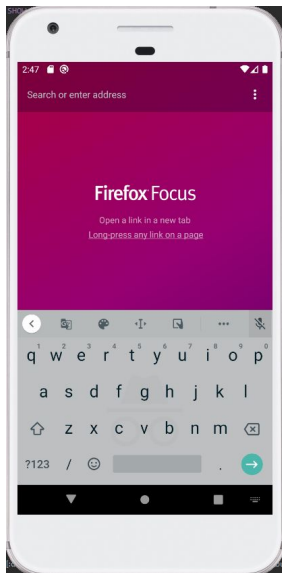 2:47
Search or enter address
Firefox Focus
Open a link in a new tab
Long-press any link on a page
1 2 3 4 5 6 7 8 9 0
q w e r t y u i o p
a s d f g h j k l
z x c v b n m
?123 / .